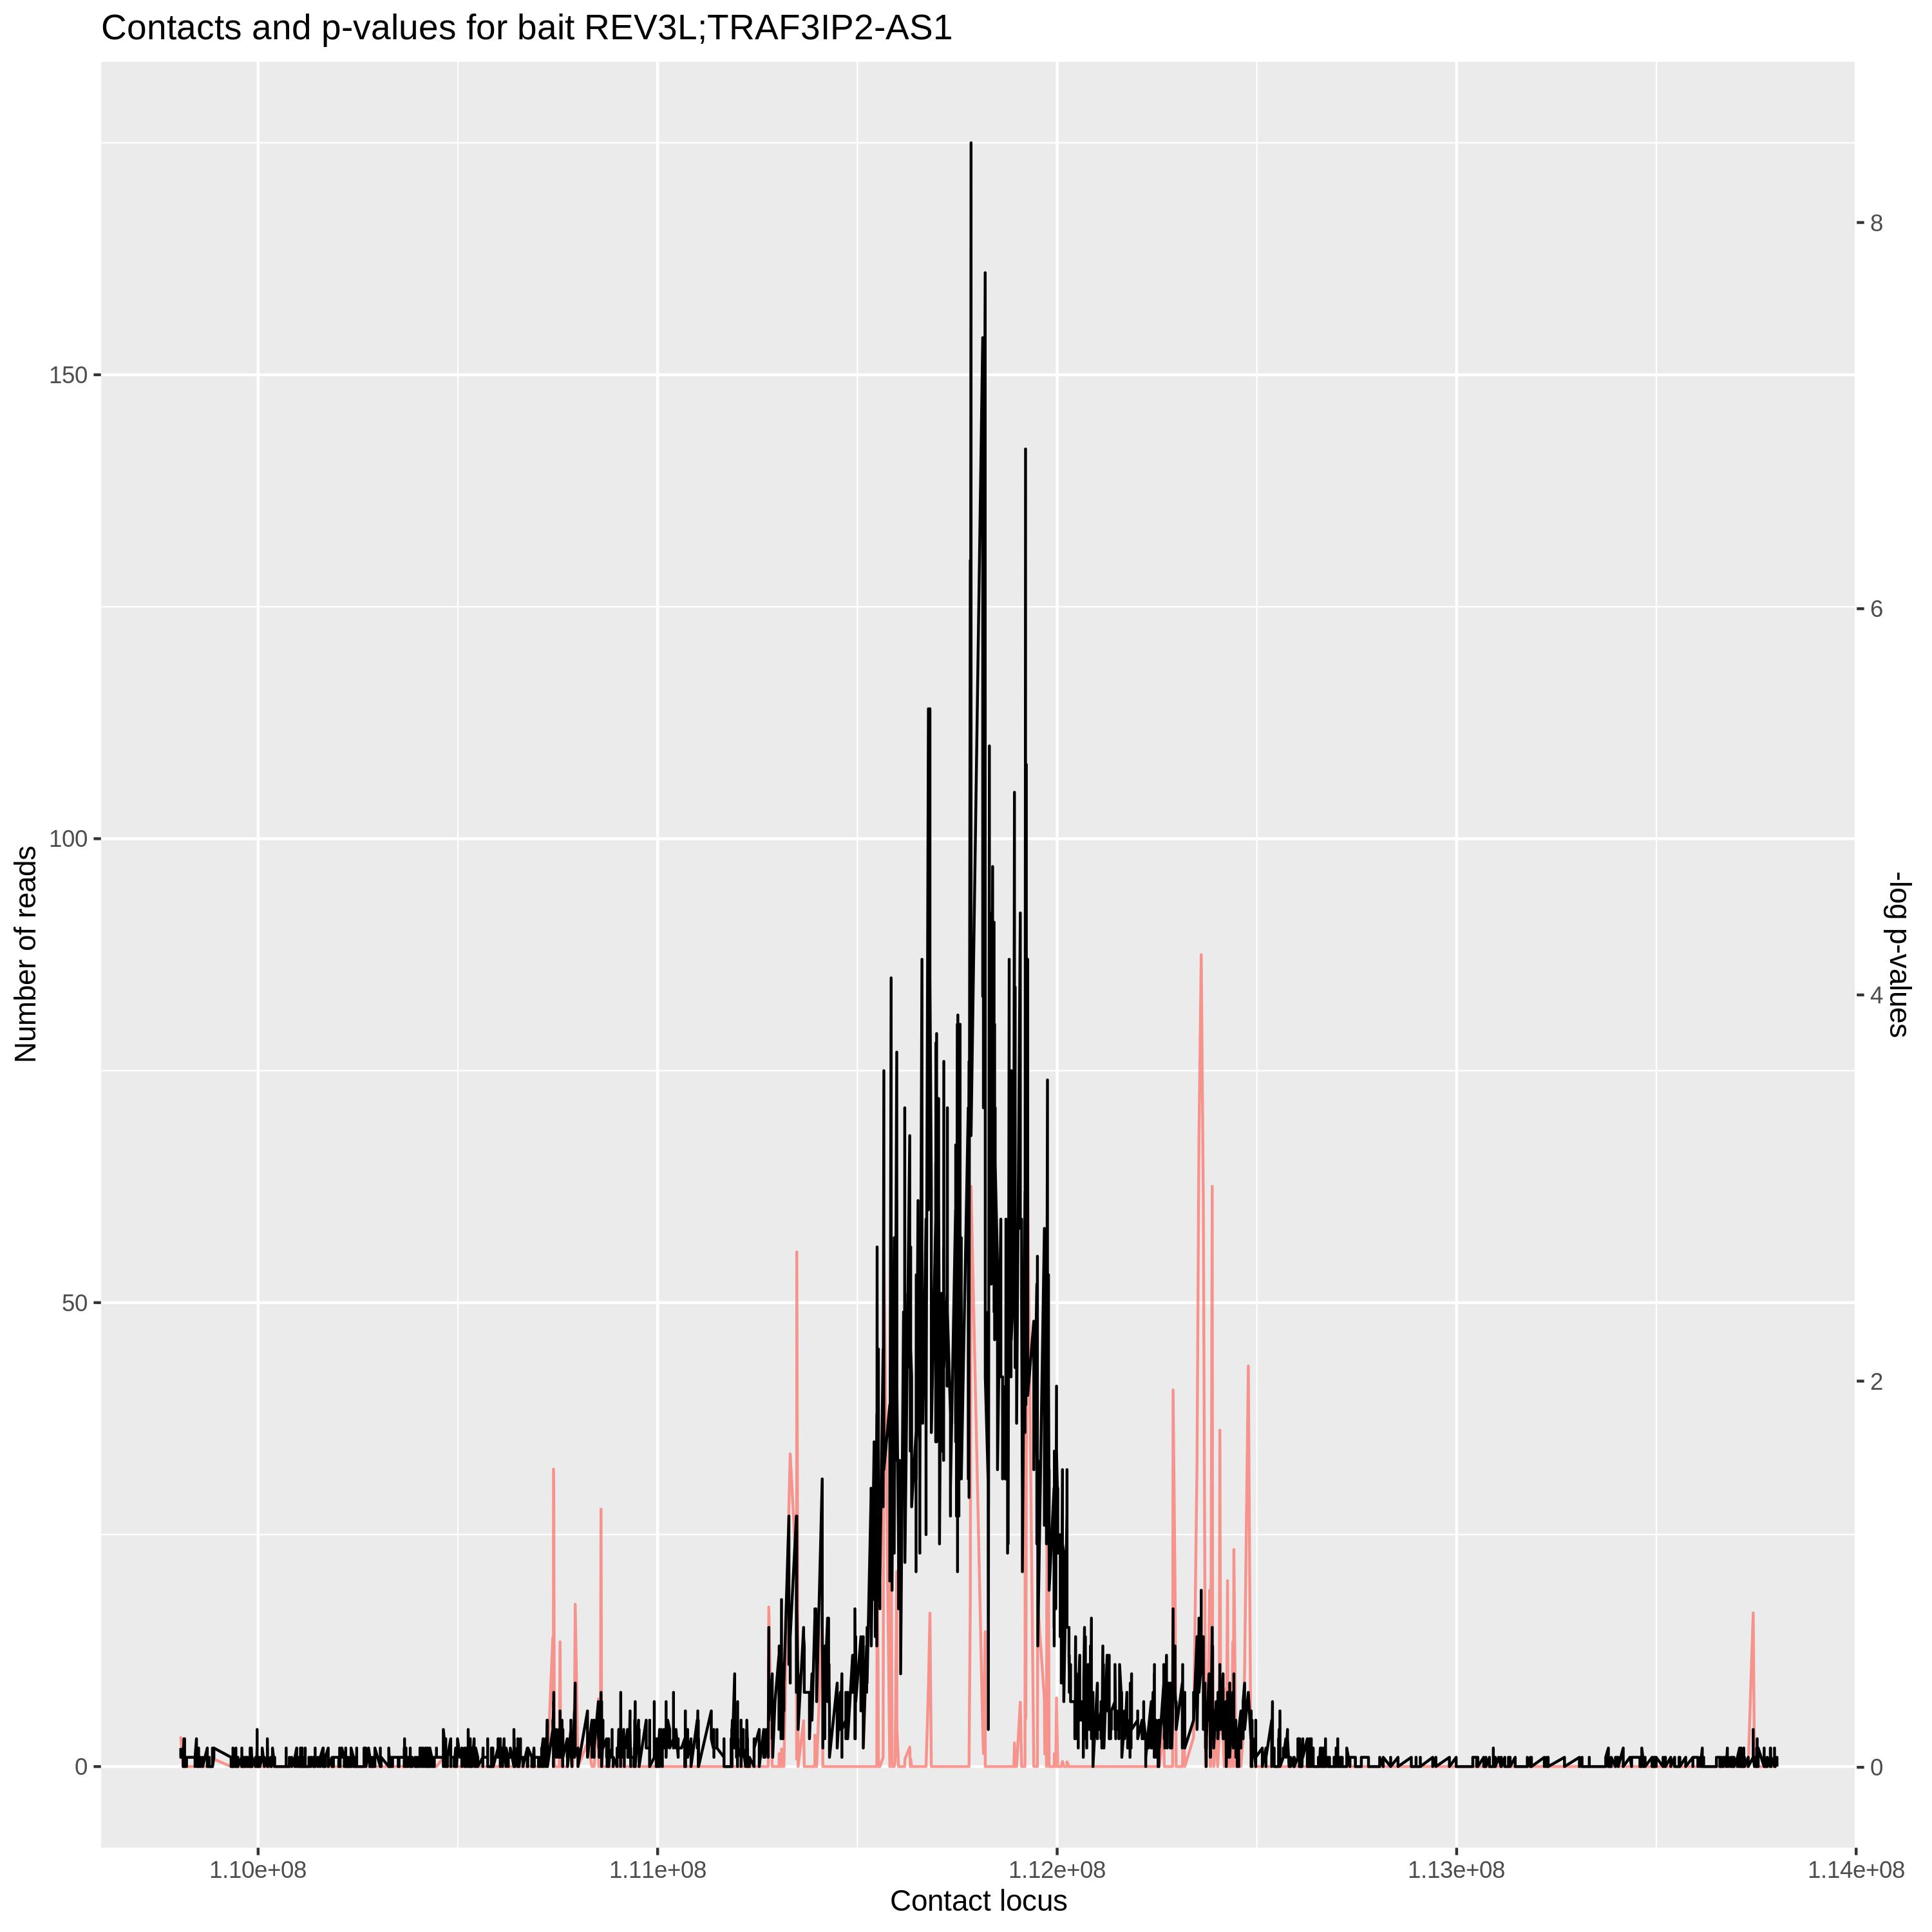 Contacts and p-values for bait REV3L;TRAF3IP2-AS1
Number of reads
150
100
50
0
8
6
4
2
0
-log p-values
1.10e+08
1.11e+08
1.12e+08
1.13e+08
1.14e+08
Contact locus